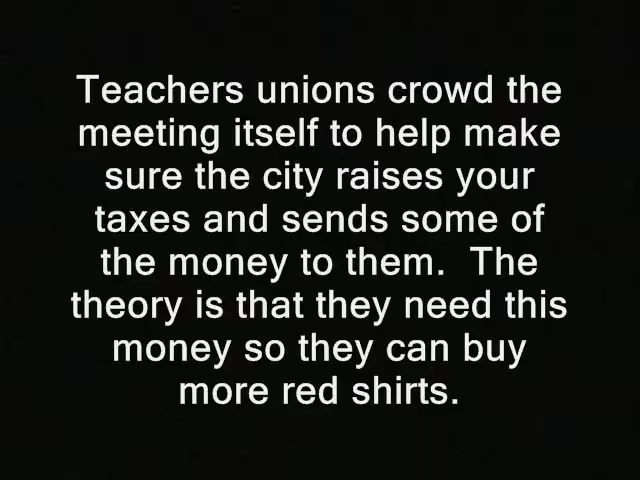 Teachers unions crowd the
meeting itself to help make
sure the city raises your
taxes and sends some of
the money to them.  The
theory is that they need this
money so they can buy
more red shirts.